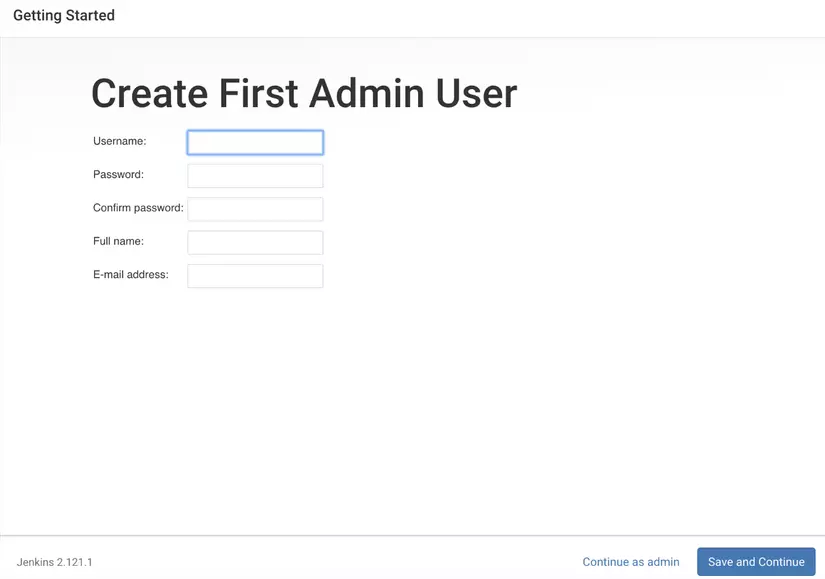 Getting Started
Create First Admin User
Username:
Password:
Confirm password:
Full name:
E-mail address:
Jenkins 2.121.1
Continue as admin
Save and Continue